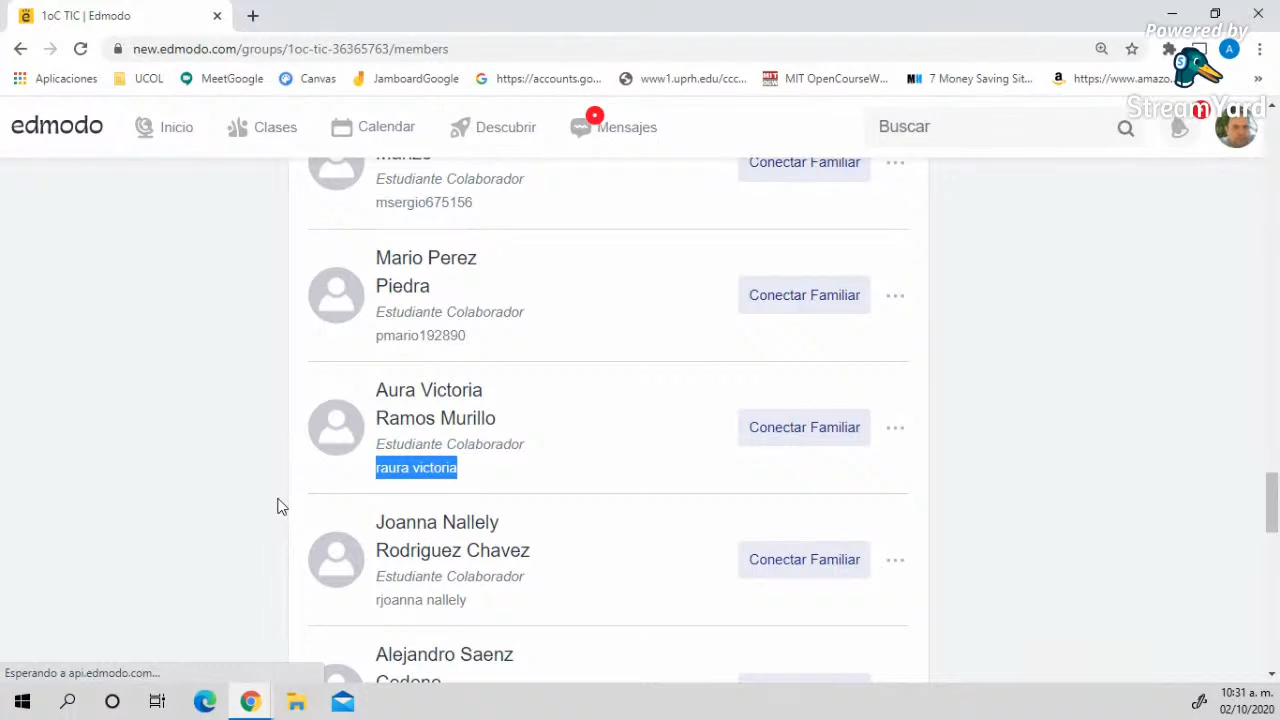 1oC TIC | Edmodo
new.edmodo.com/groups/1oc-tic-36365763/members
Powered by
Aplicaciones UCOL MeetGoogle Canvas JamboardGoogle https://accounts.go... www1.uprh.edu/ccc... MIT OpenCourseW... 7 Money Saving Sit... https://www.amazo... »
StreamYard
edmodo Inicio Clases Calendar Descubrir Mensajes Buscar
Conectar Familiar
Estudiante Colaborador
msergio675156
Mario Perez
Piedra
Conectar Familiar
Estudiante Colaborador
pmario192890
Aura Victoria
Ramos Murillo
Conectar Familiar
Estudiante Colaborador
raura victoria
Joanna Nallely
Rodriguez Chavez
Conectar Familiar
Estudiante Colaborador
rjoanna nallely
Alejandro Saenz
Esperando a api.edmodo.com...
10:31 a. m.
02/10/2020